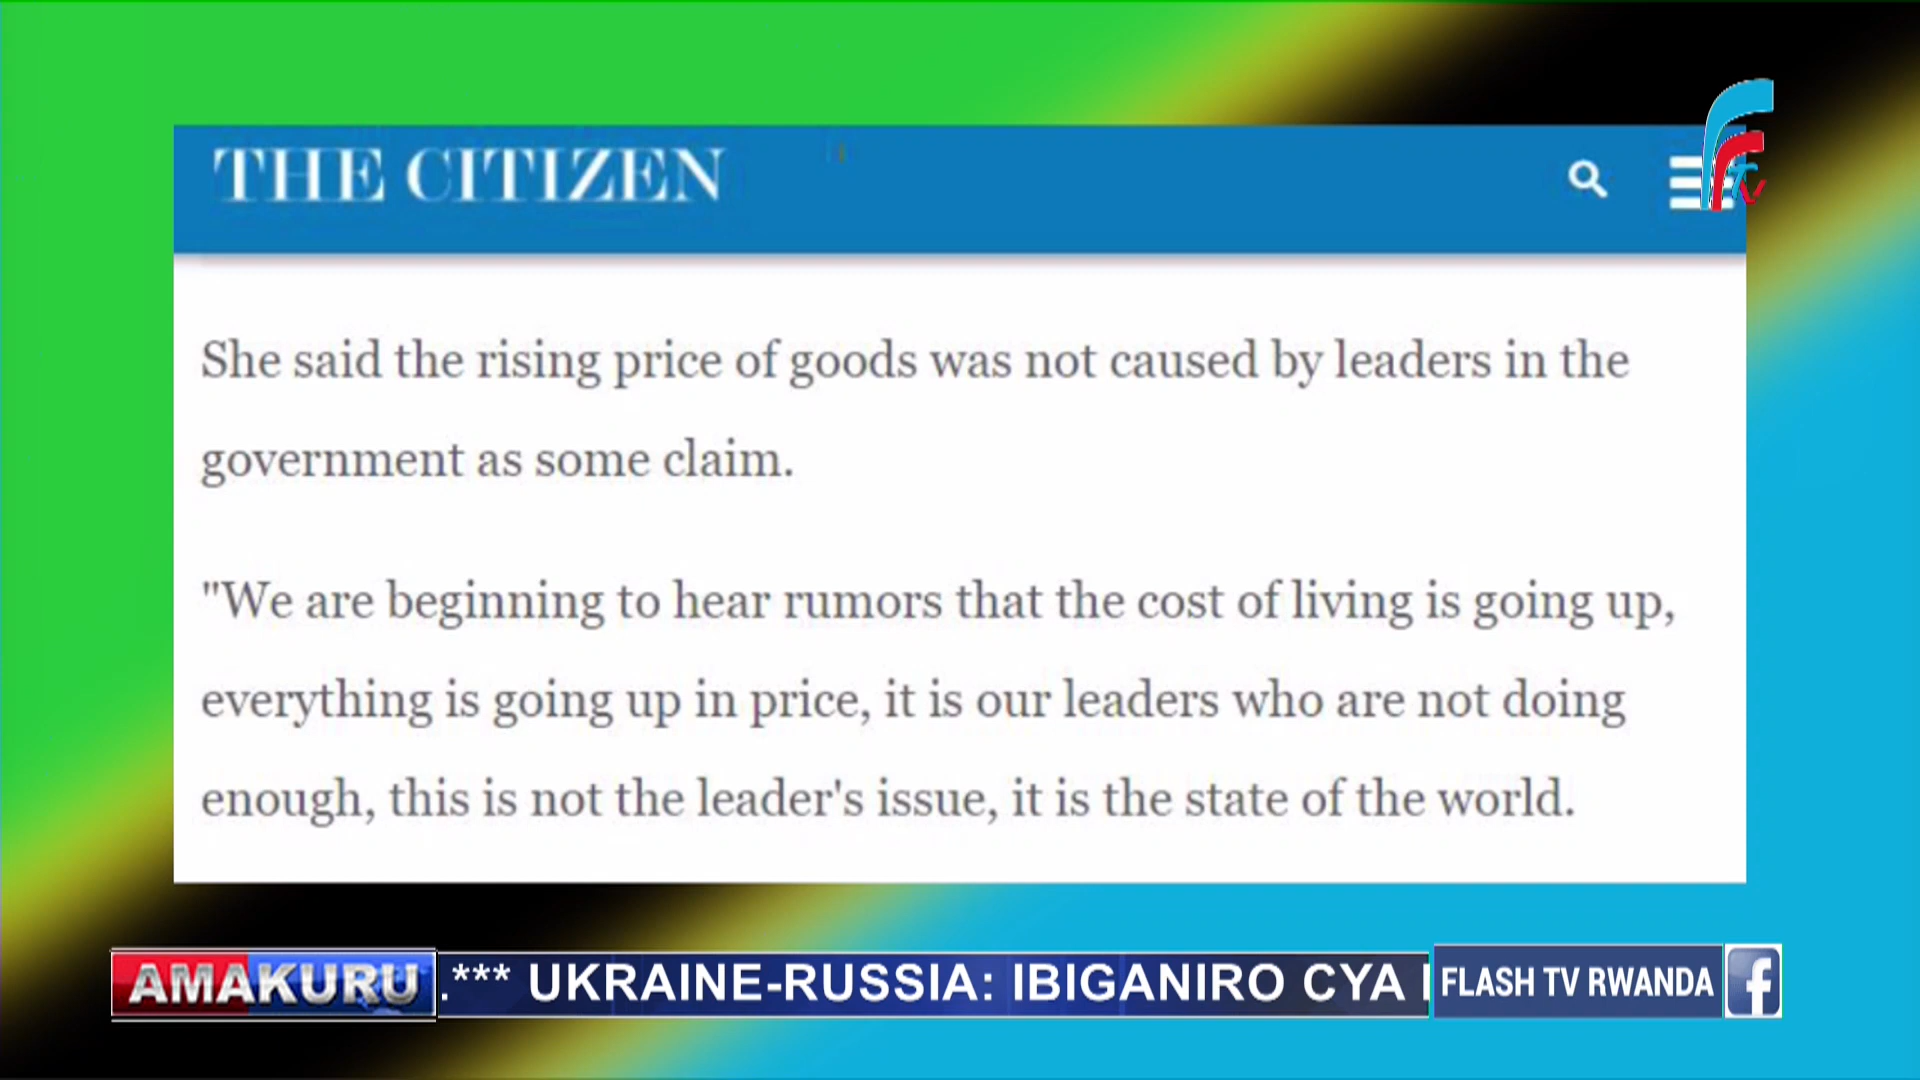 THE CITIZEN
TV
She said the rising price of goods was not caused by leaders in the
government as some claim.
"We are beginning to hear rumors that the cost of living is going up,
everything is going up in price, it is our leaders who are not doing
enough, this is not the leader's issue, it is the state of the world.
AMAKURU .*** UKRAINE-RUSSIA: IBIGANIRO CYA FLASH TV RWANDA f